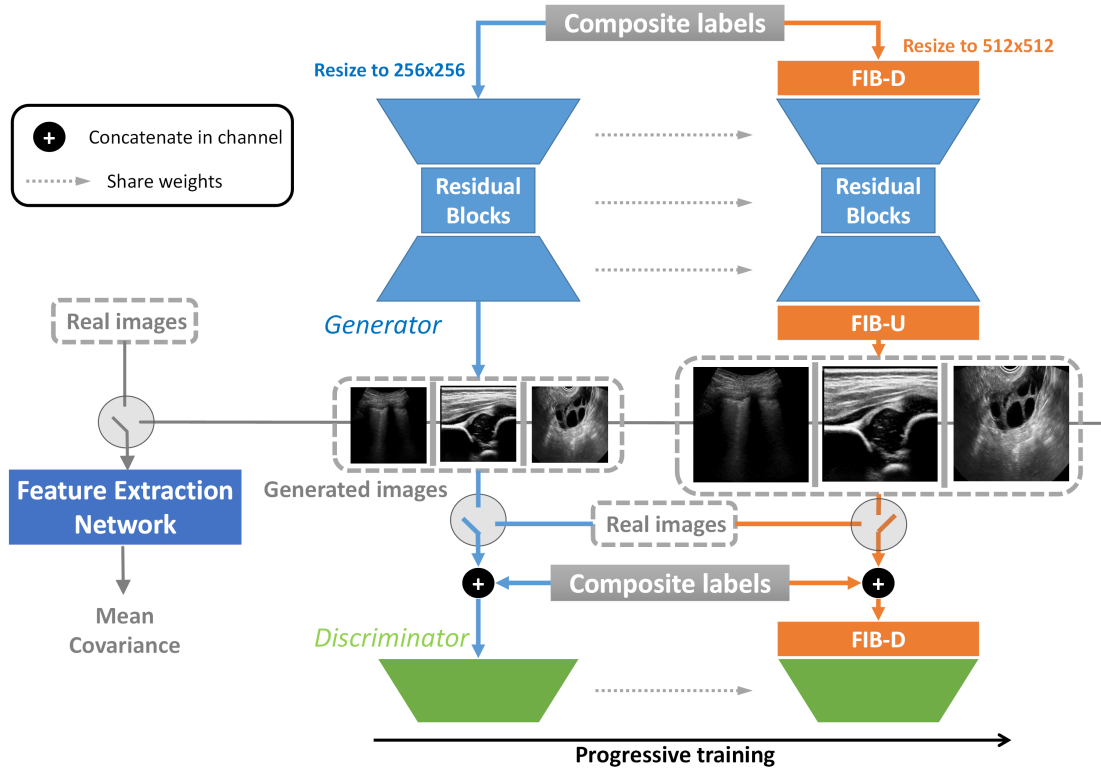 Composite labels
Resize to 256x256
Resize to 512x512
FIB-D
+
Concatenate in channel
Share weights
Residual
Blocks
Residual
Blocks
Real images
Generator
FIB-U
Generated images
Feature Extraction
Network
Real images
Mean
Covariance
+
Composite labels
+
Discriminator
FIB-D
Progressive training